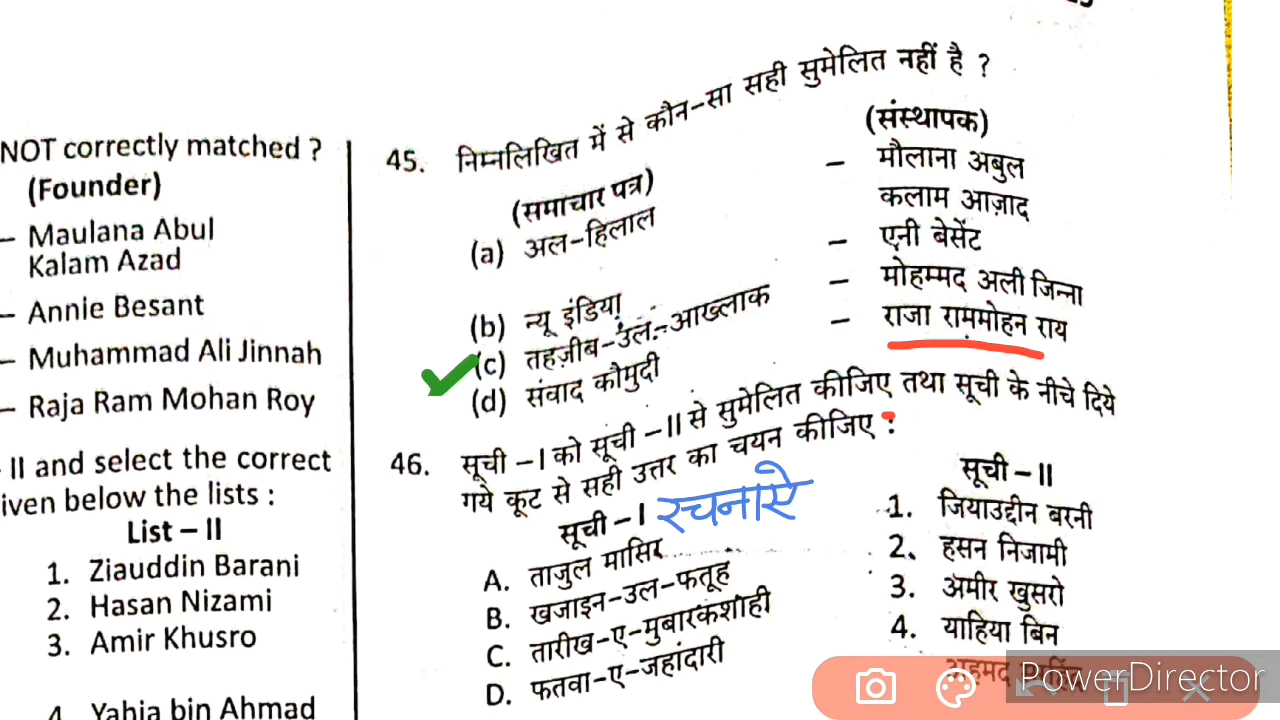 NOT correctly matched ?
(Founder)
– Maulana Abul
Kalam Azad
– Annie Besant
– Muhammad Ali Jinnah
– Raja Ram Mohan Roy
II and select the correct
iven below the lists :
List – II
1. Ziauddin Barani
2. Hasan Nizami
3. Amir Khusro
4. Yahia bin Ahmad
45. निम्नलिखित में से कौन-सा सही सुमेलित नहीं है ?
(समाचार पत्र) (संस्थापक)
(a) अल-हिलाल – मौलाना अबुल
कलाम आज़ाद
(b) न्यू इंडिया – एनी बेसेंट
(c) तहज़ीब-उल-आख्लाक – मोहम्मद अली जिन्ना
(d) संवाद कौमुदी – राजा राममोहन राय
46. सूची – I को सूची – II से सुमेलित कीजिए तथा सूची के नीचे दिये
गये कूट से सही उत्तर का चयन कीजिए :
सूची – I रचनाऐ सूची – II
A. ताजुल मासिर 1. जियाउद्दीन बरनी
B. खजाइन-उल-फतूह 2. हसन निजामी
C. तारीख-ए-मुबारकशाही 3. अमीर खुसरो
D. फतवा-ए-जहांदारी 4. याहिया बिन
अहमद
PowerDirector